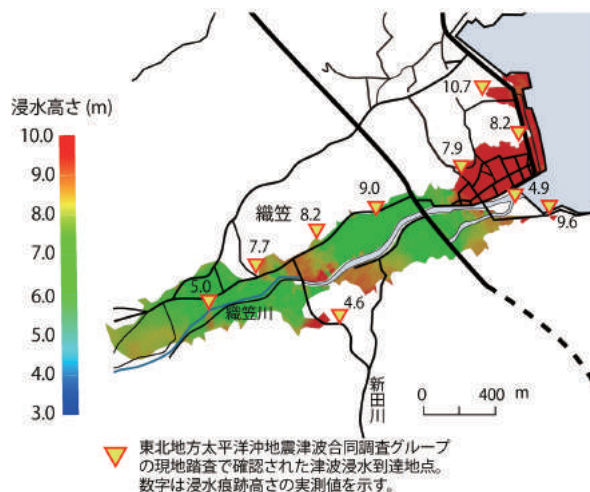 浸水高さ (m)
10.0
9.0
8.0
7.0
6.0
5.0
4.0
3.0
10.7
8.2
7.9
4.9
9.6
9.0
織笠
8.2
7.7
5.0
織笠川
4.6
新田川
0 400 m
東北地方太平洋沖地震津波合同調査グループ
の現地踏査で確認された津波浸水到達地点。
数字は浸水痕跡高さの実測値を示す。